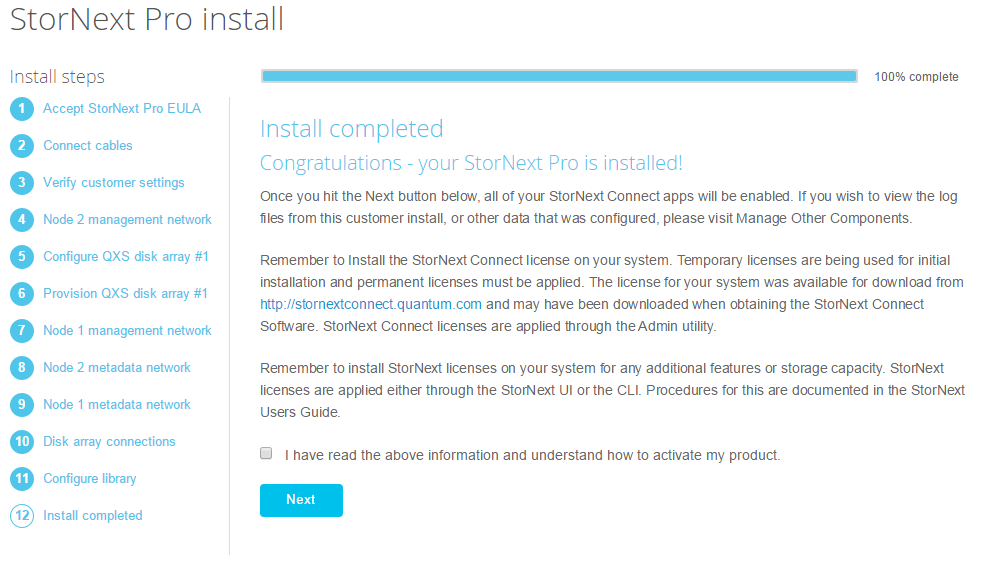 StorNext Pro install
Install steps
100% complete
1 Accept StorNext Pro EULA
2 Connect cables
3 Verify customer settings
4 Node 2 management network
5 Configure QXS disk array #1
6 Provision QXS disk array #1
7 Node 1 management network
8 Node 2 metadata network
9 Node 1 metadata network
10 Disk array connections
11 Configure library
12 Install completed
Install completed
Congratulations - your StorNext Pro is installed!
Once you hit the Next button below, all of your StorNext Connect apps will be enabled. If you wish to view the log
files from this customer install, or other data that was configured, please visit Manage Other Components.
Remember to Install the StorNext Connect license on your system. Temporary licenses are being used for initial
installation and permanent licenses must be applied. The license for your system was available for download from
http://stornextconnect.quantum.com and may have been downloaded when obtaining the StorNext Connect
Software. StorNext Connect licenses are applied through the Admin utility.
Remember to install StorNext licenses on your system for any additional features or storage capacity. StorNext
licenses are applied either through the StorNext UI or the CLI. Procedures for this are documented in the StorNext
Users Guide.
I have read the above information and understand how to activate my product.
Next